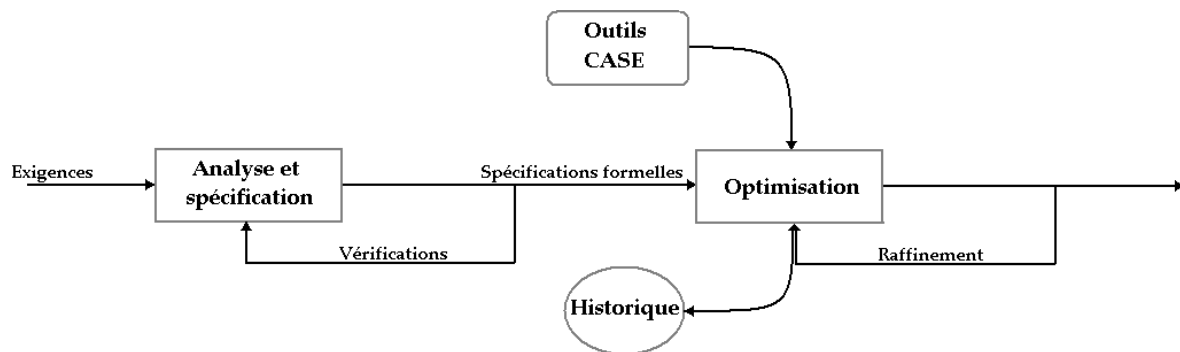 Outils
CASE
Exigences
Analyse et
spécification
Spécifications formelles
Optimisation
Vérifications
Raffinement
Historique